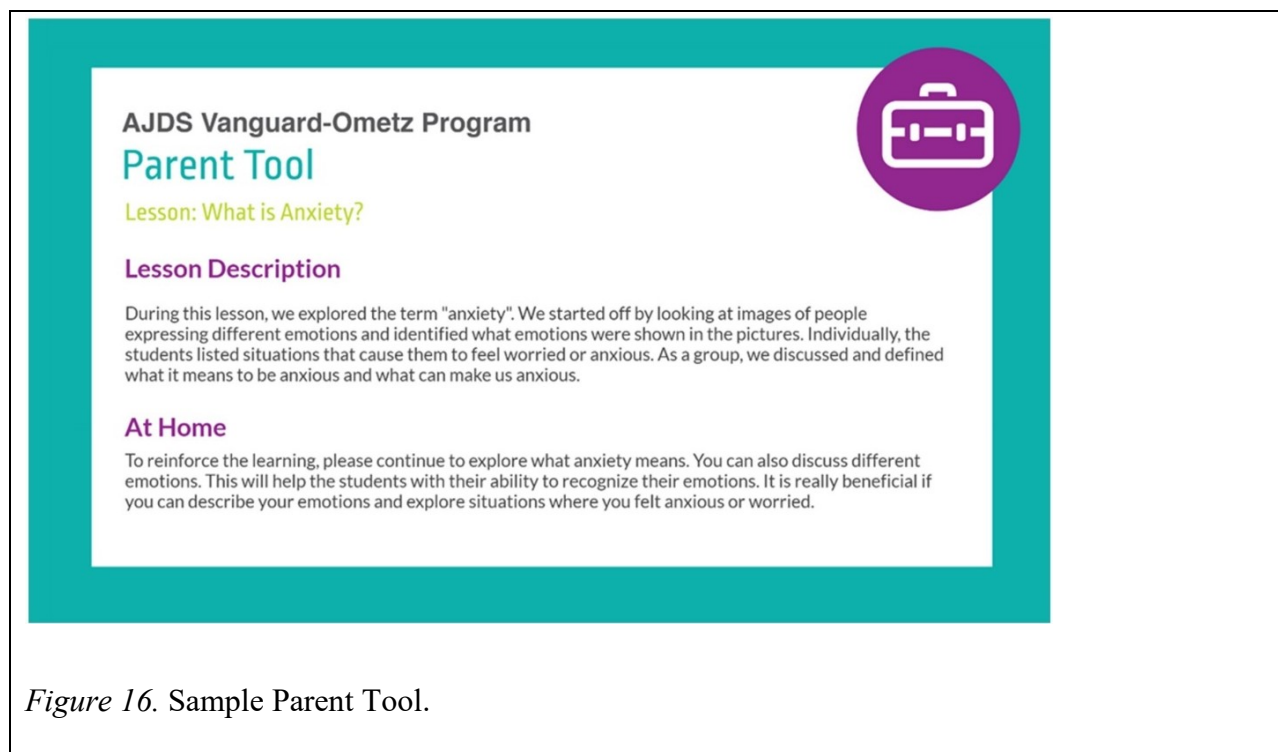 AJDS Vanguard-Ometz Program
Parent Tool
Lesson: What is Anxiety?
Lesson Description
During this lesson, we explored the term "anxiety". We started off by looking at images of people
expressing different emotions and identified what emotions were shown in the pictures. Individually, the
students listed situations that cause them to feel worried or anxious. As a group, we discussed and defined
what it means to be anxious and what can make us anxious.
At Home
To reinforce the learning, please continue to explore what anxiety means. You can also discuss different
emotions. This will help the students with their ability to recognize their emotions. It is really beneficial if
you can describe your emotions and explore situations where you felt anxious or worried.
Figure 16. Sample Parent Tool.